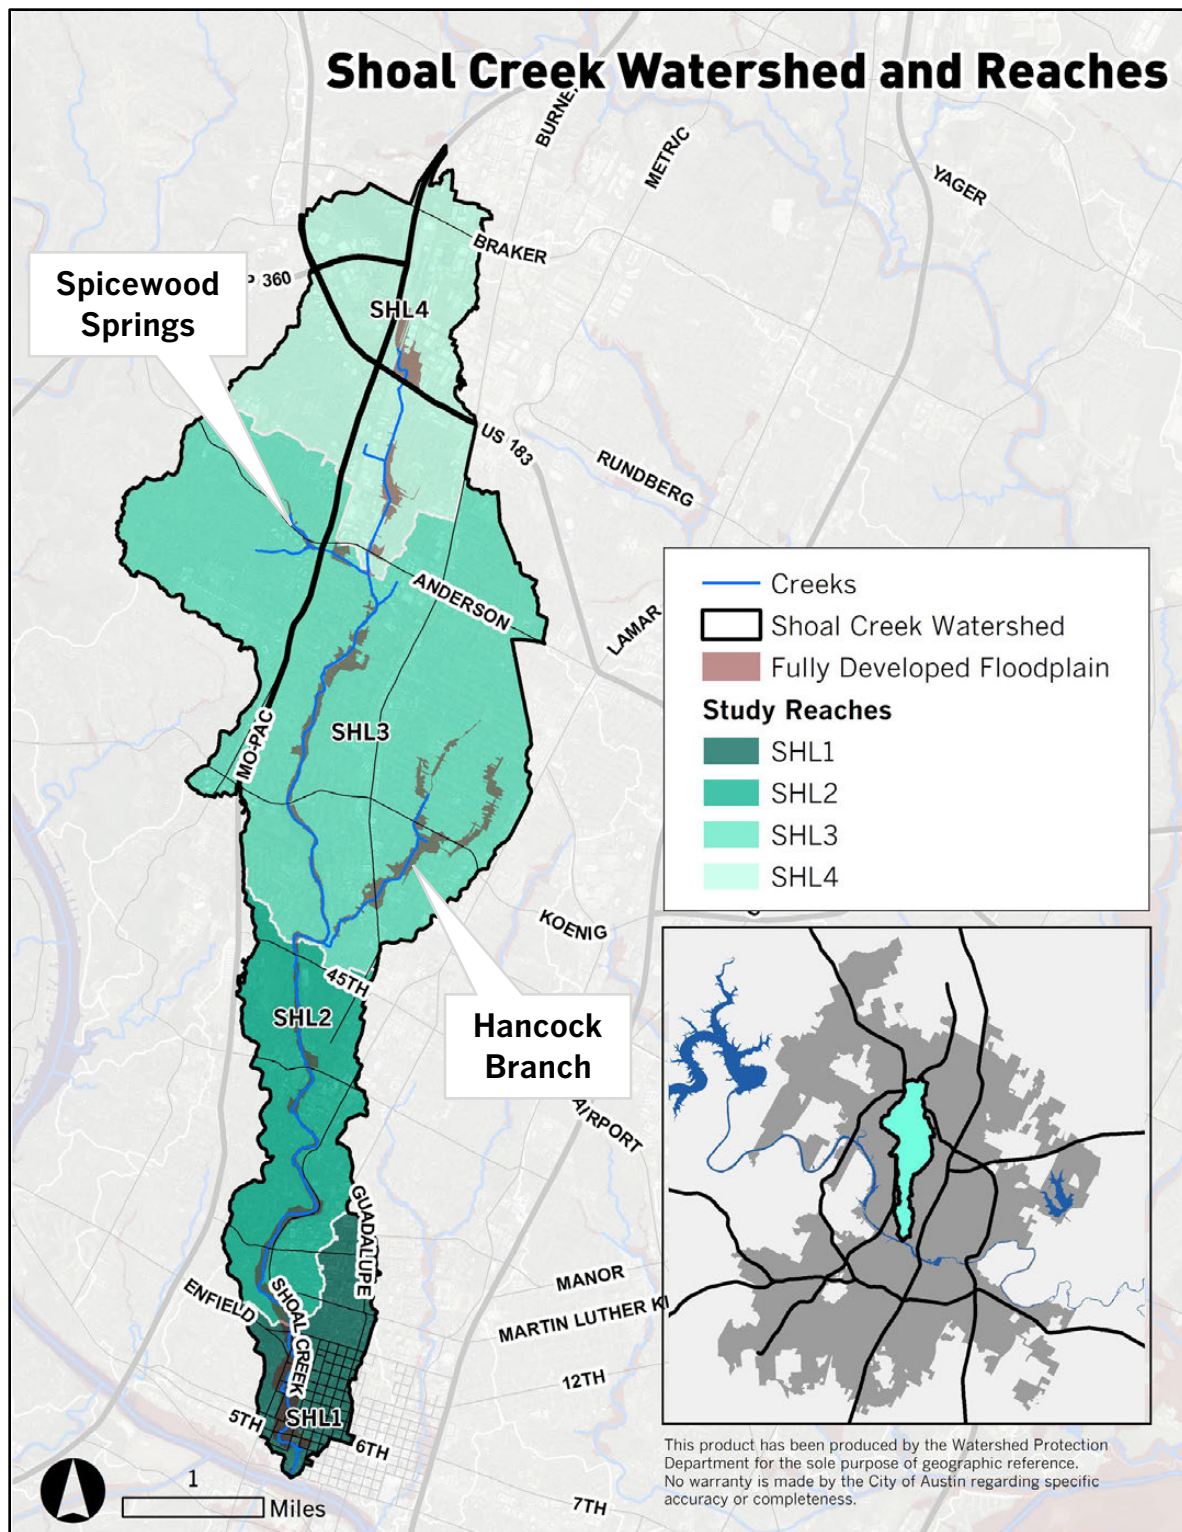 Shoal Creek Watershed and Reaches
METRIC
YAGER
BRAKER
Spicewood
Springs
360
SHL4
US 183
RUNDBERG
ANDERSON
LAMAR
Creeks
Shoal Creek Watershed
Fully Developed Floodplain
Study Reaches
SHL1
SHL2
SHL3
SHL4
SHL3
MO-PAC
KOENIG
45TH
SHL2
Hancock
Branch
AIRPORT
GUADALUPE
MANOR
ENFIELD
SHOAL CREEK
MARTIN LUTHER KI
12TH
5TH
SHL1
6TH
7TH
1
Miles
This product has been produced by the Watershed Protection
Department for the sole purpose of geographic reference.
No warranty is made by the City of Austin regarding specific
accuracy or completeness.